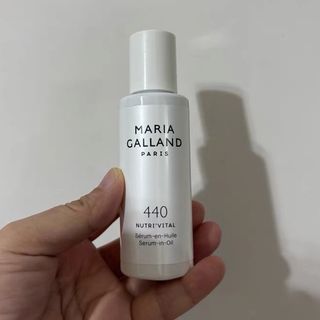 MARIA
GALLAND
PARIS
440
NUTRI'VITAL
Sérum-en-Huile
Serum-in-Oil